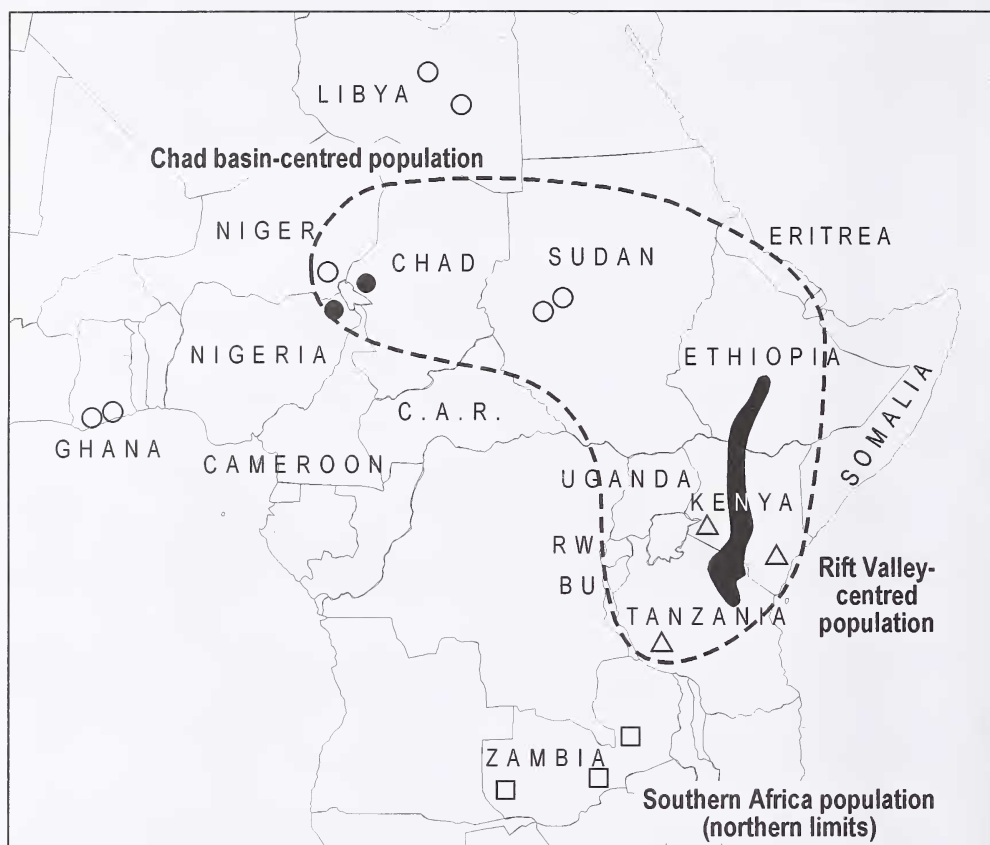 LIBYA
Chad basin-centred population
NIGER
ERITREA
CHAD
SUDAN
NIGERIA
ETHIOPIA
C.A.R.
SOMALIA
GHANA
CAMEROON
UGANDA
KENYA
RW
BU
Rift Valley-
centred
population
TANZANIA
ZAMBIA
Southern Africa population
(northern limits)